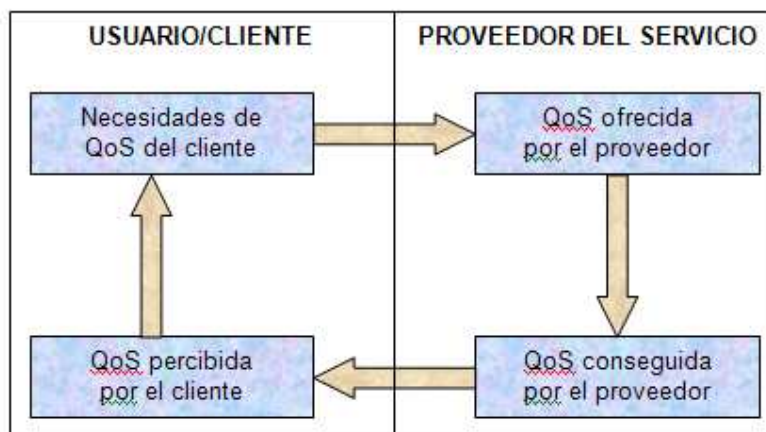 USUARIO/CLIENTE
PROVEEDOR DEL SERVICIO
Necesidades de
QoS del cliente
QoS ofrecida
por el proveedor
QoS percibida
por el cliente
QoS conseguida
por el proveedor